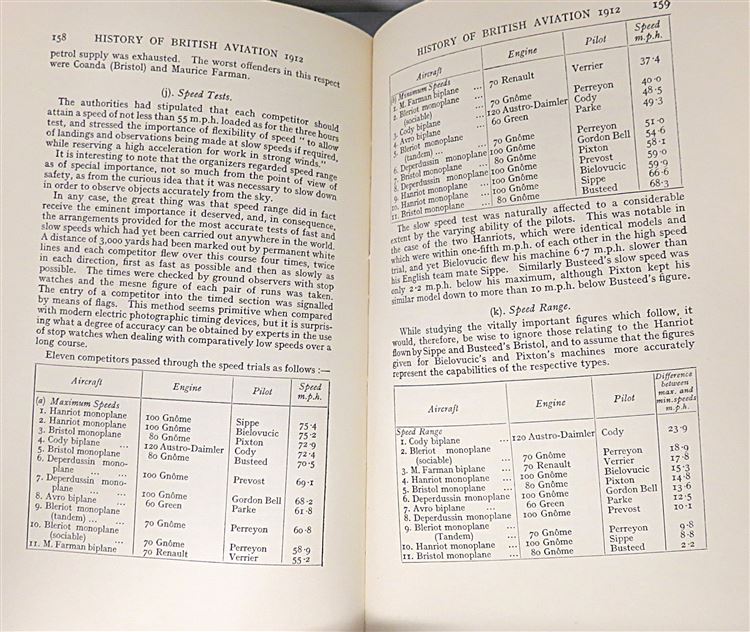 158 HISTORY OF BRITISH AVIATION 1912
petrol supply was exhausted. The worst offenders in this respect
were Coanda (Bristol) and Maurice Farman.
(j). Speed Tests.
The authorities had stipulated that each competitor should
attain a speed of not less than 55 m.p.h. loaded as for the three hours
test, and stressed the importance of flexibility of speed "to allow
of landings and observations being made at slow speeds if required,
while reserving a high acceleration for work in strong winds."
It is interesting to note that the organizers regarded speed range
as of special importance, not so much from the point of view of
safety, as from the curious idea that it was necessary to slow down
in order to observe objects accurately from the sky.
In any case, the great thing was that speed range did in fact
receive the eminent importance it deserved, and, in consequence,
the arrangements provided for the most accurate tests of fast and
slow speeds which had yet been carried out anywhere in the world.
A distance of 3,000 yards had been marked out by permanent white
lines and each competitor flew over this course four times, twice
in each direction, first as fast as possible and then as slowly as
possible. The times were checked by ground observers with stop
watches and the mesne figure of each pair of runs was taken.
The entry of a competitor into the timed section was signalled
by means of flags. This method seems primitive when compared
with modern electric photographic timing devices, but it is surpris-
ing what a degree of accuracy can be obtained by experts in the use
of stop watches when dealing with comparatively low speeds over a
long course.
Eleven competitors passed through the speed trials as follows :—
Aircraft Engine Pilot Speed m.p.h.
(a) Maximum Speeds
1. Hanriot monoplane 100 Gnôme Sippe 75·4
2. Hanriot monoplane 100 Gnôme Bielovucic 75·2
3. Bristol monoplane 80 Gnôme Pixton 72·9
4. Cody biplane ... 120 Austro-Daimler Cody 72·4
5. Bristol monoplane 80 Gnôme Busteed 70·5
6. Deperdussin mono-
plane ... ... 100 Gnôme Prevost 69·1
7. Deperdussin mono-
plane ... ... 100 Gnôme Gordon Bell 68·2
8. Avro biplane ... 60 Green Parke 61·8
9. Bleriot monoplane
(tandem) ... ... 70 Gnôme Perreyon 60·8
10. Bleriot monoplane
(sociable) ... 70 Gnôme Perreyon 58·9
11. M. Farman biplane 70 Renault Verrier 55·2
HISTORY OF BRITISH AVIATION 1912 159
Aircraft Engine Pilot Speed m.p.h.
(b) Minimum Speeds
1. M. Farman biplane 70 Renault Verrier 37·4
2. Bleriot monoplane
(sociable) 70 Gnôme Perreyon 40·0
3. Cody biplane 120 Austro-Daimler Cody 48·5
4. Avro biplane 60 Green Parke 49·3
5. Bleriot monoplane
(tandem) ... 70 Gnôme Perreyon 51·0
6. Deperdussin monoplane 100 Gnôme Gordon Bell 54·6
7. Bristol monoplane 80 Gnôme Pixton 58·1
8. Deperdussin monoplane 100 Gnôme Prevost 59·0
9. Hanriot monoplane 100 Gnôme Bielovucic 59·9
10. Hanriot monoplane 100 Gnôme Sippe 66·6
11. Bristol monoplane 80 Gnôme Busteed 68·3
The slow speed test was naturally affected to a considerable
extent by the varying ability of the pilots. This was notable in
the case of the two Hanriots, which were identical models and
which were within one-fifth m.p.h. of each other in the high speed
trial, and yet Bielovucic flew his machine 6·7 m.p.h. slower than
his English team mate Sippe. Similarly Busteed's slow speed was
only 2·2 m.p.h. below his maximum, although Pixton kept his
similar model down to more than 10 m.p.h. below Busteed's figure.
(k). Speed Range.
While studying the vitally important figures which follow, it
would, therefore, be wise to ignore those relating to the Hanriot
flown by Sippe and Busteed's Bristol, and to assume that the figures
given for Bielovucic's and Pixton's machines more accurately
represent the capabilities of the respective types.
Aircraft Engine Pilot Difference between max. and min. speeds m.p.h.
Speed Range
1. Cody biplane ... 120 Austro-Daimler Cody 23·9
2. Bleriot monoplane
(sociable) ... 70 Gnôme Perreyon 18·9
3. M. Farman biplane ... 70 Renault Verrier 17·8
4. Hanriot monoplane ... 100 Gnôme Bielovucic 15·3
5. Bristol monoplane ... 80 Gnôme Pixton 14·8
6. Deperdussin monoplane 100 Gnôme Gordon Bell 13·6
7. Avro biplane ... 60 Green Parke 12·5
8. Deperdussin monoplane 100 Gnôme Prevost 10·1
9. Bleriot monoplane
(Tandem) ... 70 Gnôme Perreyon 9·8
10. Hanriot monoplane ... 100 Gnôme Sippe 8·8
11. Bristol monoplane ... 80 Gnôme Busteed 2·2